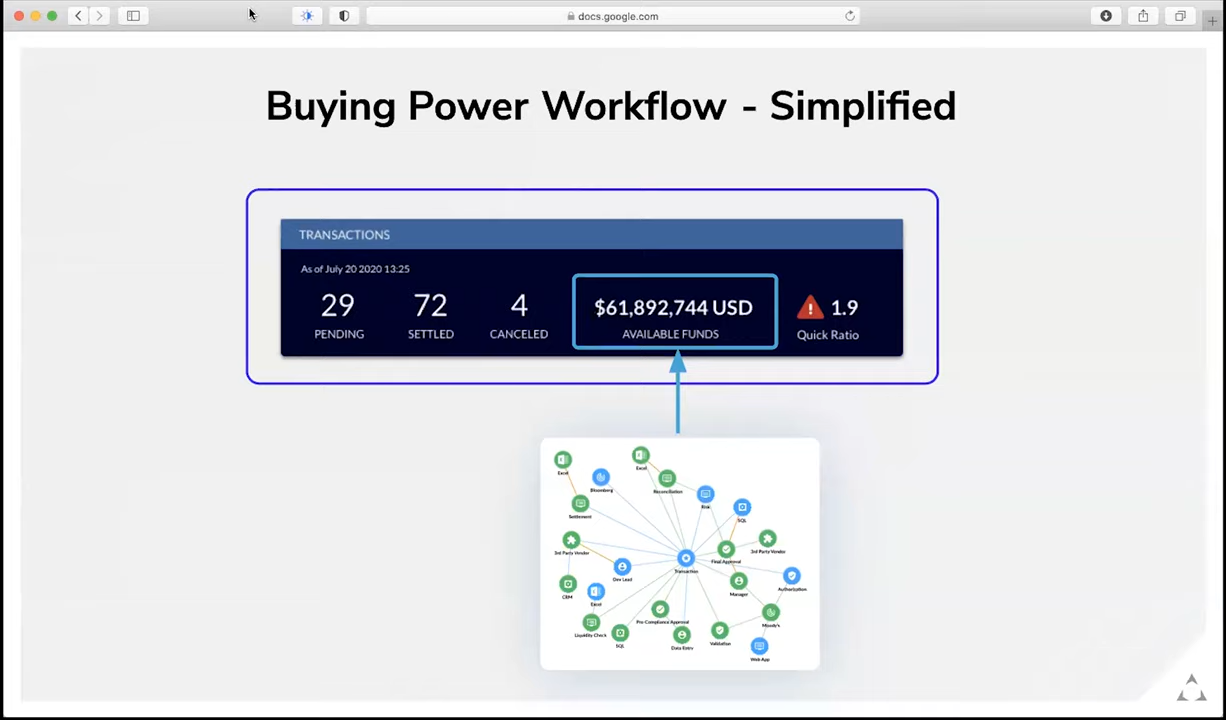 docs.google.com
Buying Power Workflow - Simplified
TRANSACTIONS
As of July 20 2020 13:25
29 72 4 $61,892,744 USD 1.9
PENDING SETTLED CANCELED AVAILABLE FUNDS Quick Ratio
Excel
Excel
Bloomberg
Reconciliation
Risk
Settlement
SQL
3rd Party Vendor
3rd Party Vendor
Final Approval
Transaction
Dev Lead
Authorization
CRM
Manager
Excel
Pre Compliance Approval
Moody's
Liquidity Check
SQL
Data Entry
Validation
Web App